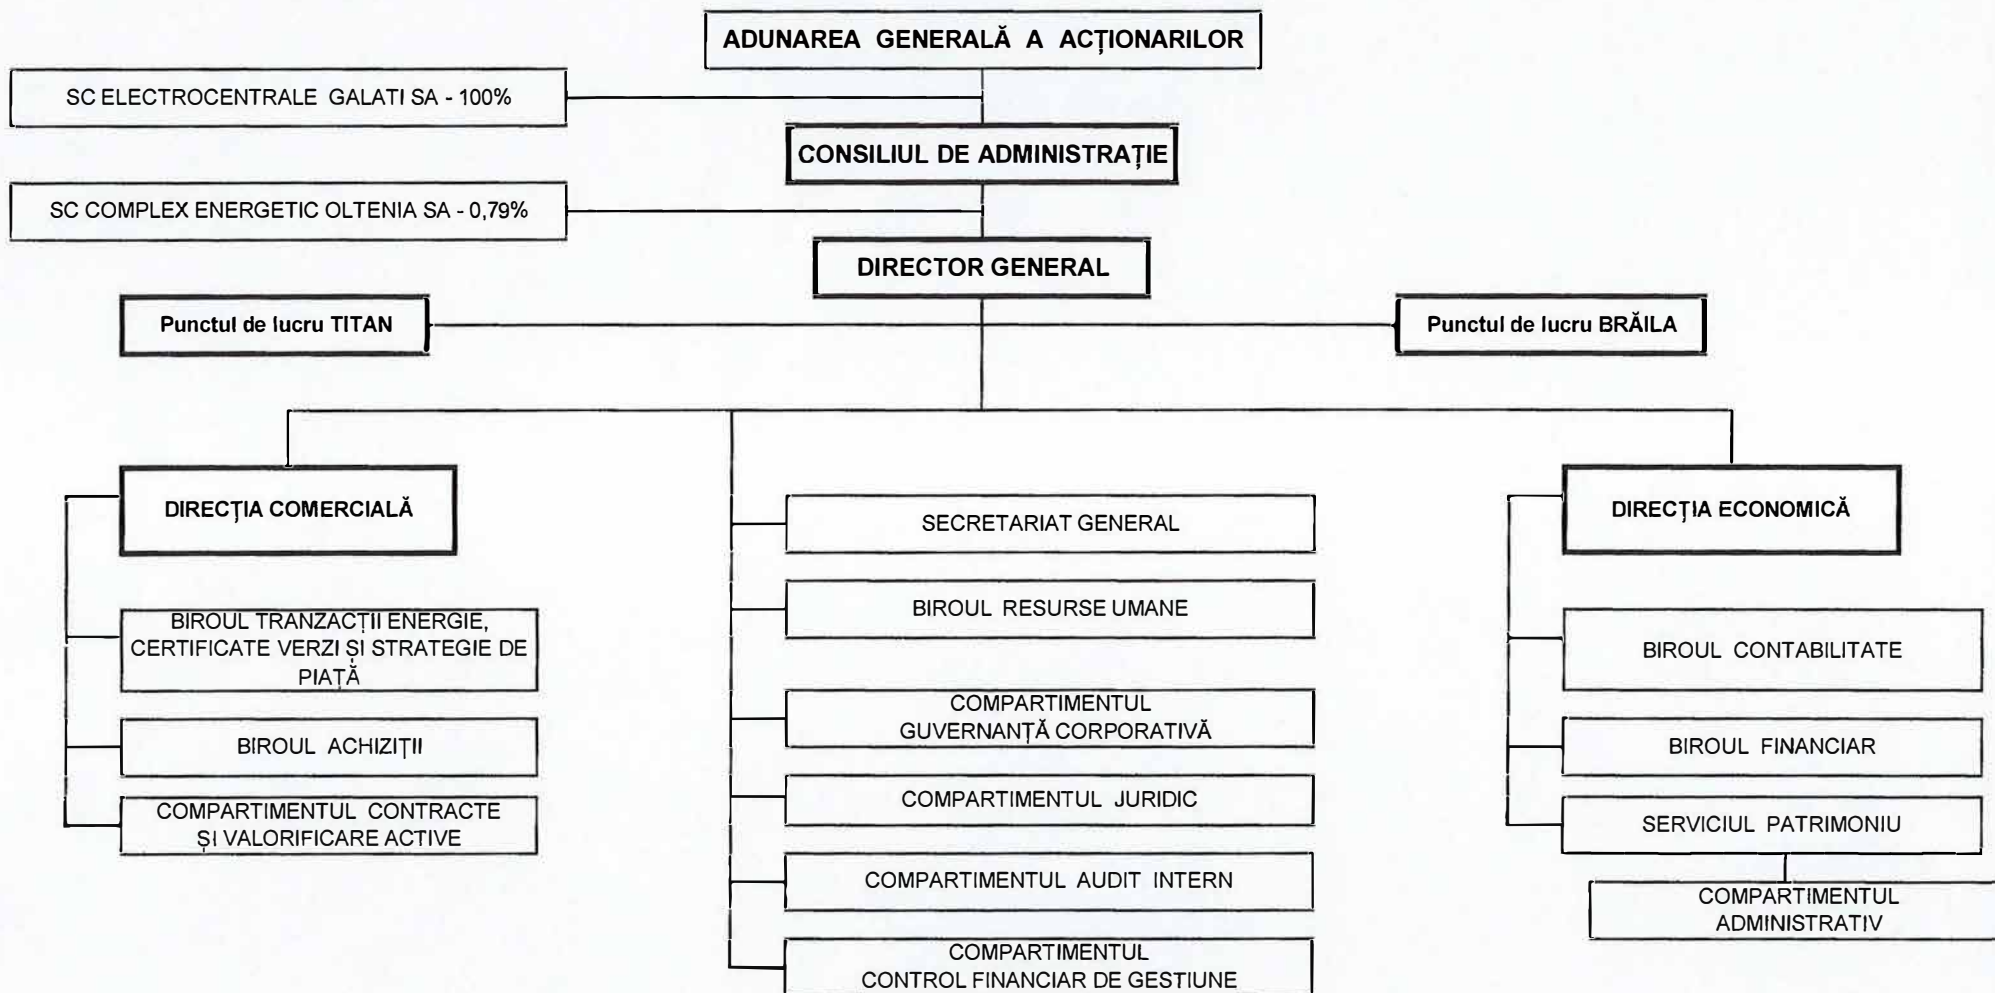 ADUNAREA GENERALĂ A ACȚIONARILOR
SC ELECTROCENTRALE GALATI SA - 100%
CONSILIUL DE ADMINISTRAȚIE
SC COMPLEX ENERGETIC OLTENIA SA - 0,79%
DIRECTOR GENERAL
Punctul de lucru TITAN
Punctul de lucru BRĂILA
DIRECȚIA COMERCIALĂ
BIROUL TRANZACȚII ENERGIE,
CERTIFICATE VERZI ȘI STRATEGIE DE
PIAȚĂ
BIROUL ACHIZIȚII
COMPARTIMENTUL CONTRACTE
ȘI VALORIFICARE ACTIVE
SECRETARIAT GENERAL
BIROUL RESURSE UMANE
COMPARTIMENTUL
GUVERNANȚĂ CORPORATIVĂ
COMPARTIMENTUL JURIDIC
COMPARTIMENTUL AUDIT INTERN
COMPARTIMENTUL
CONTROL FINANCIAR DE GESTIUNE
DIRECȚIA ECONOMICĂ
BIROUL CONTABILITATE
BIROUL FINANCIAR
SERVICIUL PATRIMONIU
COMPARTIMENTUL
ADMINISTRATIV